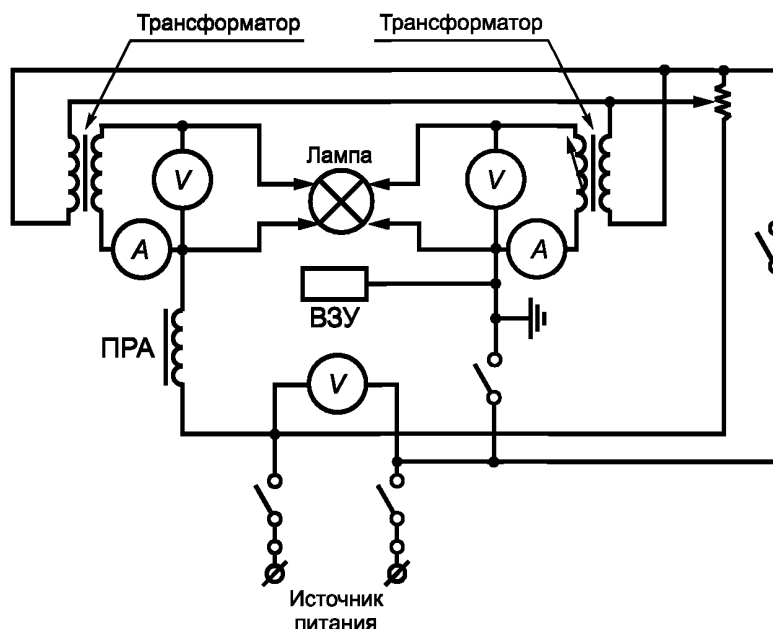 Трансформатор
Трансформатор
Лампа
V
V
A
A
ВЗУ
ПРА
V
Источник
питания